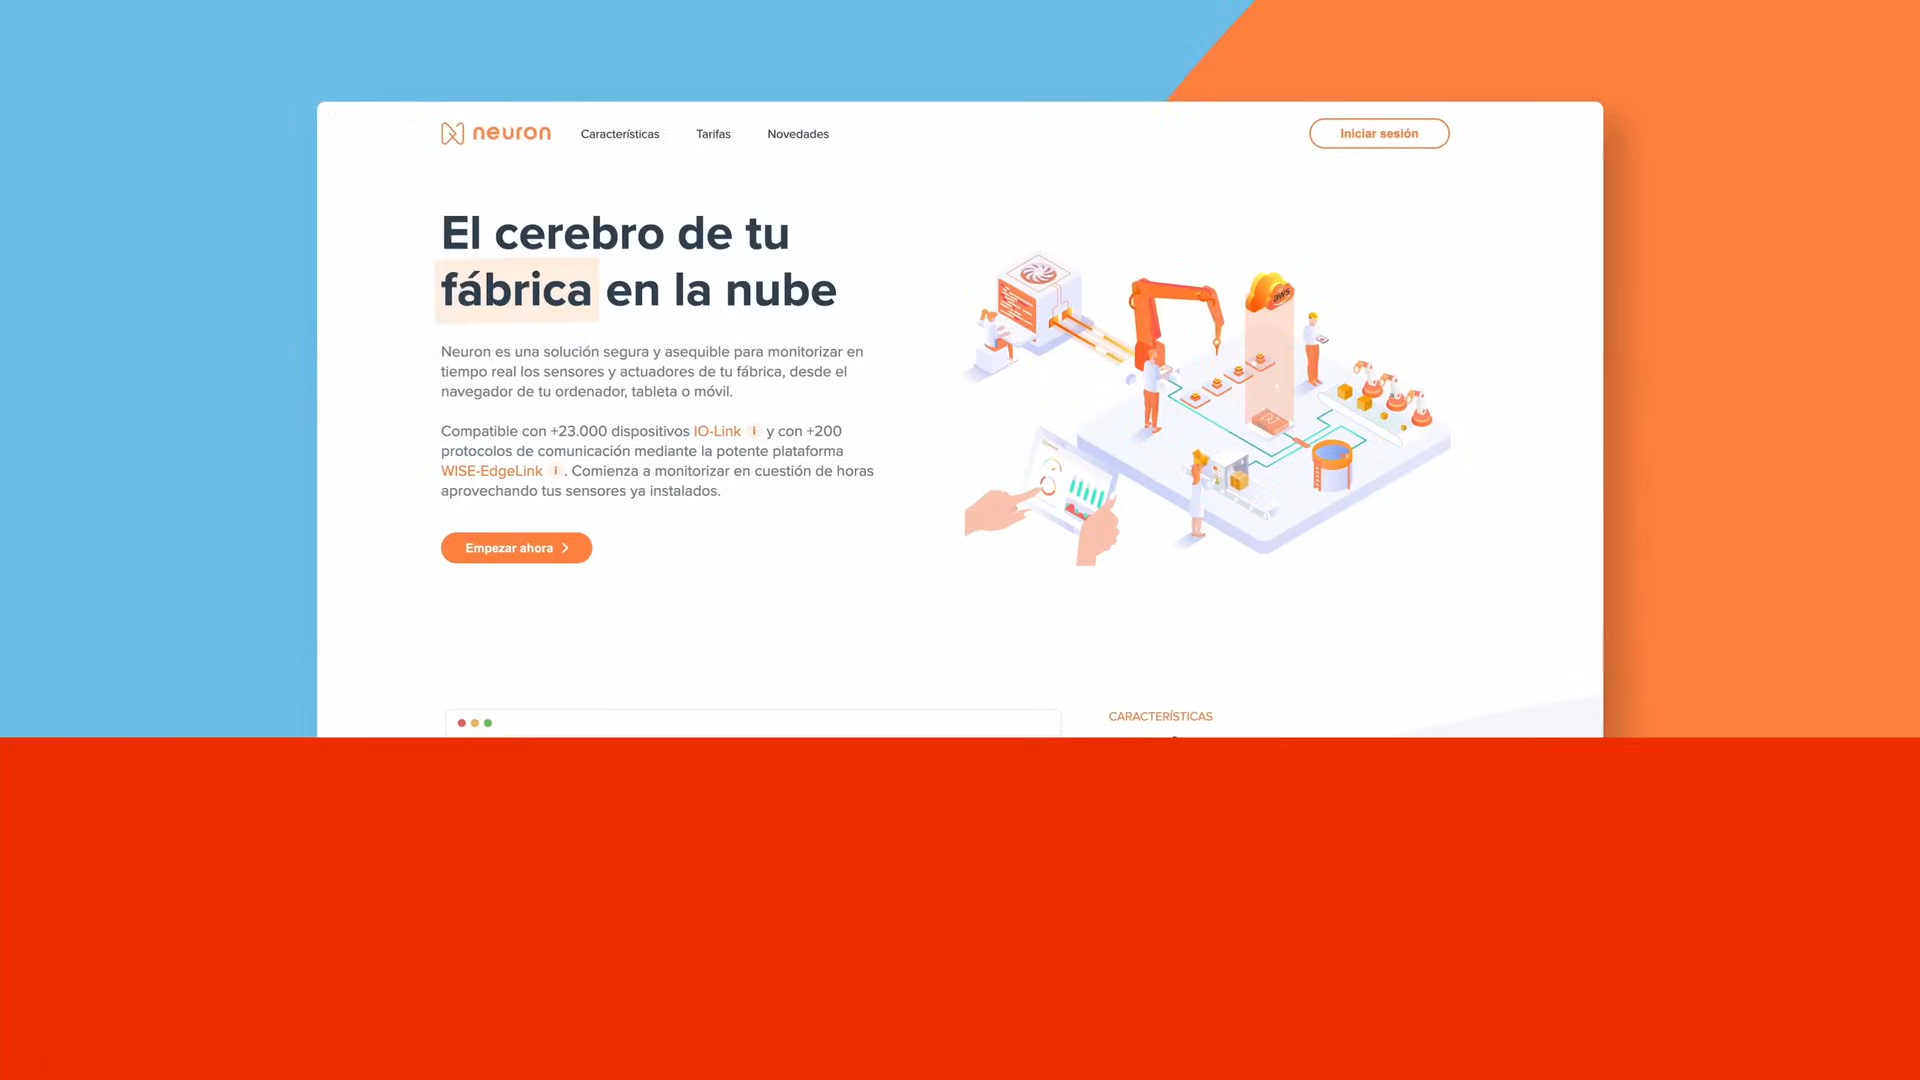 neuron
Características
Tarifas
Novedades
Iniciar sesión
El cerebro de tu
fábrica en la nube
Neuron es una solución segura y asequible para monitorizar en
tiempo real los sensores y actuadores de tu fábrica, desde el
navegador de tu ordenador, tableta o móvil.
Compatible con +23.000 dispositivos IO-Link i y con +200
protocolos de comunicación mediante la potente plataforma
WISE-EdgeLink i . Comienza a monitorizar en cuestión de horas
aprovechando tus sensores ya instalados.
Empezar ahora
aws
CARACTERÍSTICAS